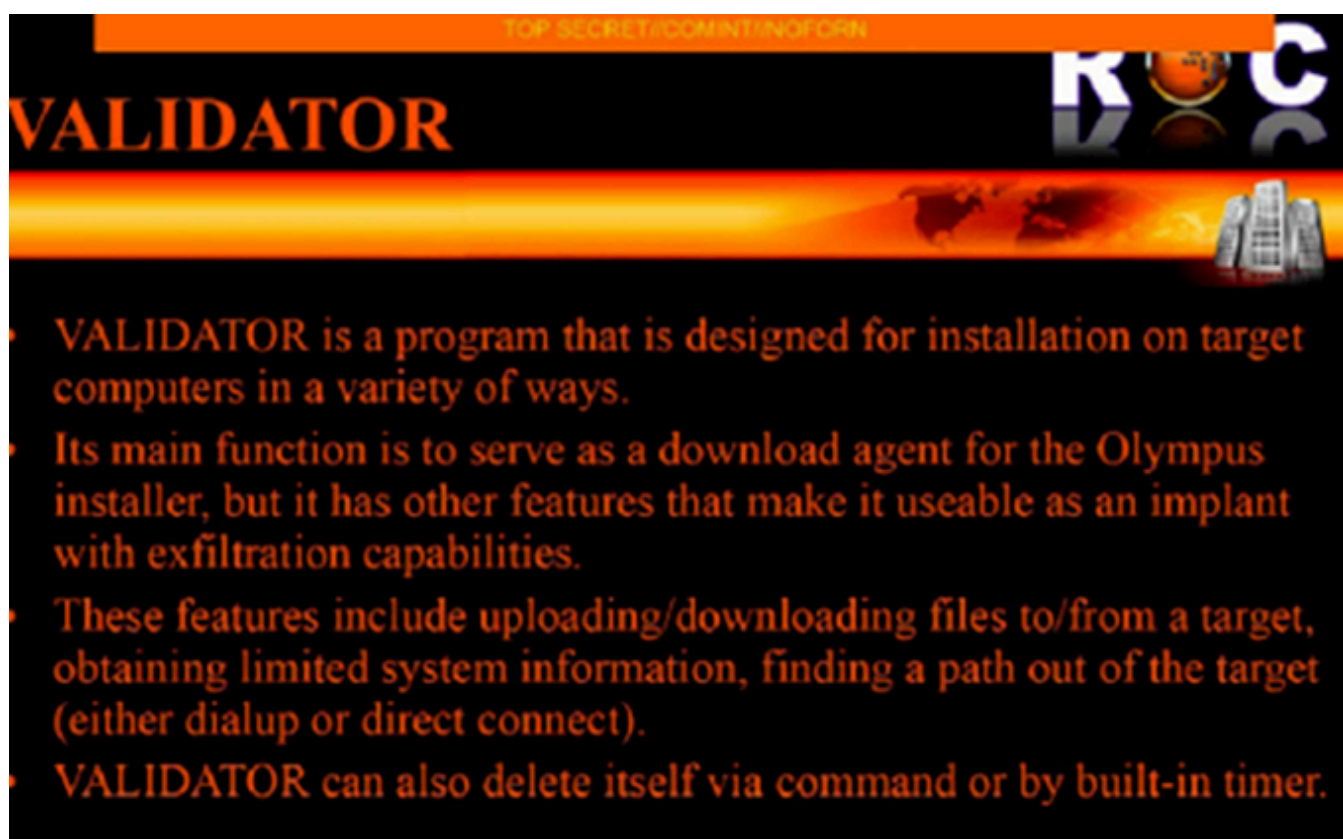 TOP SECRET//COMINT//NOFORN
ROC
VALIDATOR
• VALIDATOR is a program that is designed for installation on target
computers in a variety of ways.
• Its main function is to serve as a download agent for the Olympus
installer, but it has other features that make it useable as an implant
with exfiltration capabilities.
• These features include uploading/downloading files to/from a target,
obtaining limited system information, finding a path out of the target
(either dialup or direct connect).
• VALIDATOR can also delete itself via command or by built-in timer.